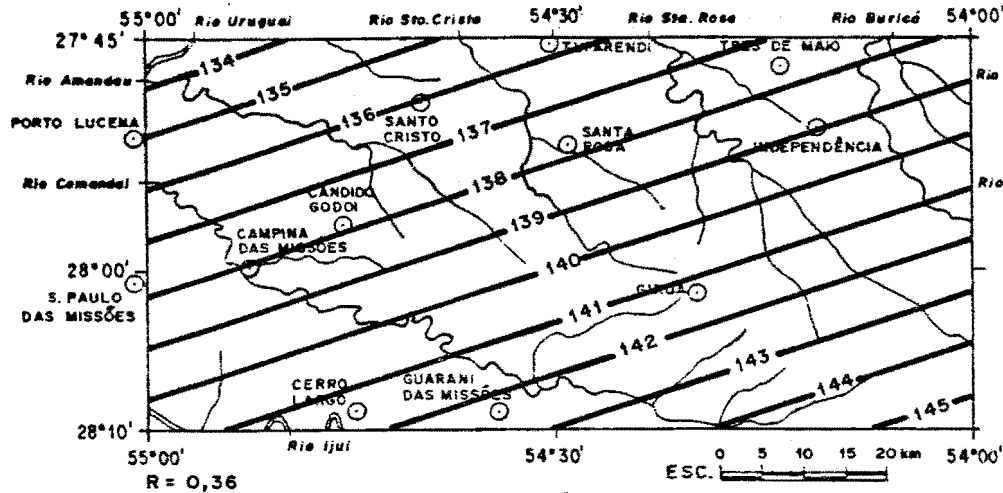 55°00'
Rio Uruguai
Rio Sto. Cristo
54°30'
Rio Sta. Rosa
Rio Buricá
54°00'
27°45'
TUPARENDI
TRÊS DE MAIO
134
Rio Amandau
135
Rio
PORTO LUCENA
136
SANTO
CRISTO
137
SANTA
ROSA
INDEPENDÊNCIA
138
Rio Comandaí
Rio
CÂNDIDO
GODOI
139
CAMPINA
DAS MISSÕES
140
28°00'
S. PAULO
DAS MISSÕES
GIRUÁ
141
142
143
CERRO
LARGO
GUARANI
DAS MISSÕES
144
145
28°10'
Rio Ijuí
55°00'
54°30'
54°00'
R = 0,36
ESC.
0 5 10 15 20 km